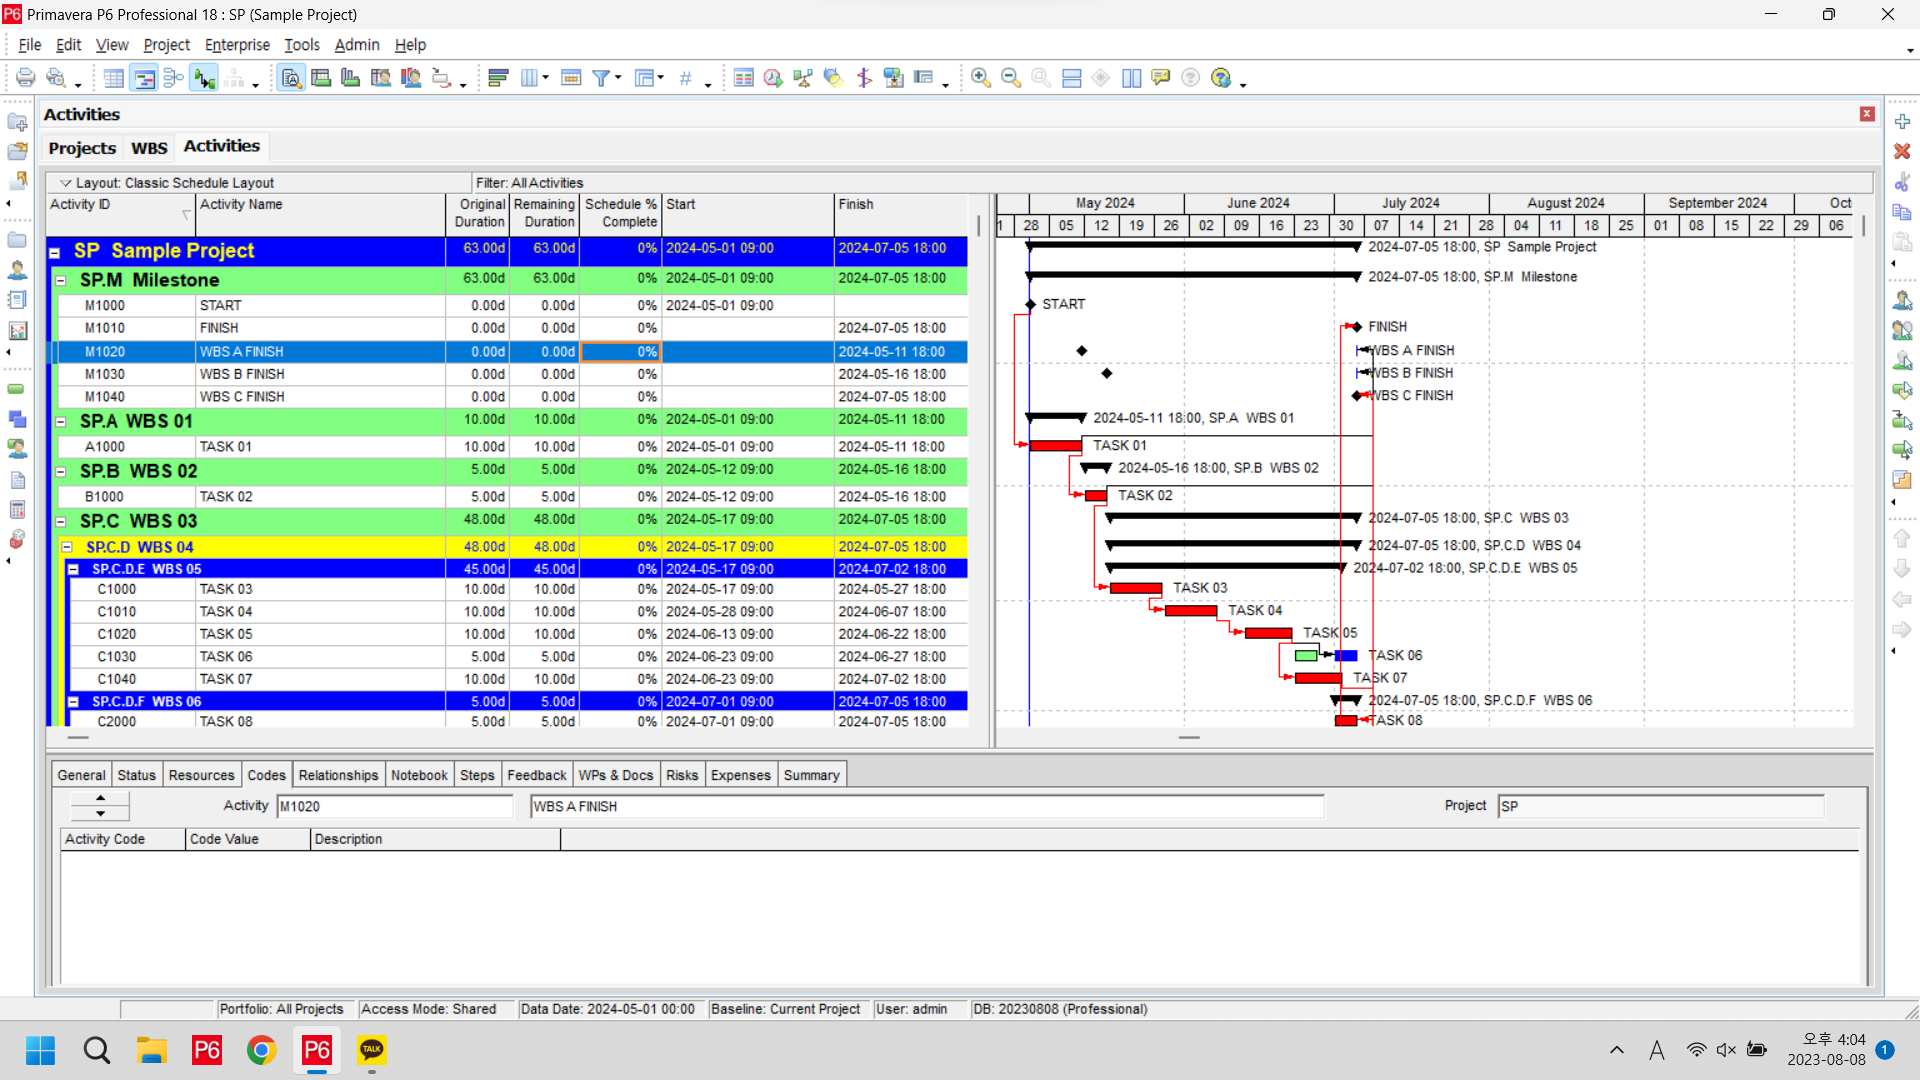 Primavera P6 Professional 18 : SP (Sample Project)
File Edit View Project Enterprise Tools Admin Help
Activities
Projects WBS Activities
Layout: Classic Schedule Layout Filter: All Activities
Activity ID Activity Name Original Duration Remaining Duration Schedule % Complete Start Finish
SP Sample Project 63.00d 63.00d 0% 2024-05-01 09:00 2024-07-05 18:00
SP.M Milestone 63.00d 63.00d 0% 2024-05-01 09:00 2024-07-05 18:00
M1000 START 0.00d 0.00d 0% 2024-05-01 09:00
M1010 FINISH 0.00d 0.00d 0% 2024-07-05 18:00
M1020 WBS A FINISH 0.00d 0.00d 0% 2024-05-11 18:00
M1030 WBS B FINISH 0.00d 0.00d 0% 2024-05-16 18:00
M1040 WBS C FINISH 0.00d 0.00d 0% 2024-07-05 18:00
SP.A WBS 01 10.00d 10.00d 0% 2024-05-01 09:00 2024-05-11 18:00
A1000 TASK 01 10.00d 10.00d 0% 2024-05-01 09:00 2024-05-11 18:00
SP.B WBS 02 5.00d 5.00d 0% 2024-05-12 09:00 2024-05-16 18:00
B1000 TASK 02 5.00d 5.00d 0% 2024-05-12 09:00 2024-05-16 18:00
SP.C WBS 03 48.00d 48.00d 0% 2024-05-17 09:00 2024-07-05 18:00
SP.C.D WBS 04 48.00d 48.00d 0% 2024-05-17 09:00 2024-07-05 18:00
SP.C.D.E WBS 05 45.00d 45.00d 0% 2024-05-17 09:00 2024-07-02 18:00
C1000 TASK 03 10.00d 10.00d 0% 2024-05-17 09:00 2024-05-27 18:00
C1010 TASK 04 10.00d 10.00d 0% 2024-05-28 09:00 2024-06-07 18:00
C1020 TASK 05 10.00d 10.00d 0% 2024-06-13 09:00 2024-06-22 18:00
C1030 TASK 06 5.00d 5.00d 0% 2024-06-23 09:00 2024-06-27 18:00
C1040 TASK 07 10.00d 10.00d 0% 2024-06-23 09:00 2024-07-02 18:00
SP.C.D.F WBS 06 5.00d 5.00d 0% 2024-07-01 09:00 2024-07-05 18:00
C2000 TASK 08 5.00d 5.00d 0% 2024-07-01 09:00 2024-07-05 18:00
May 2024 June 2024 July 2024 August 2024 September 2024 Oct
1 28 05 12 19 26 02 09 16 23 30 07 14 21 28 04 11 18 25 01 08 15 22 29 06
2024-07-05 18:00, SP Sample Project
2024-07-05 18:00, SP.M Milestone
START
FINISH
WBS A FINISH
WBS B FINISH
WBS C FINISH
2024-05-11 18:00, SP.A WBS 01
TASK 01
2024-05-16 18:00, SP.B WBS 02
TASK 02
2024-07-05 18:00, SP.C WBS 03
2024-07-05 18:00, SP.C.D WBS 04
2024-07-02 18:00, SP.C.D.E WBS 05
TASK 03
TASK 04
TASK 05
TASK 06
TASK 07
2024-07-05 18:00, SP.C.D.F WBS 06
TASK 08
General Status Resources Codes Relationships Notebook Steps Feedback WPs & Docs Risks Expenses Summary
Activity M1020 WBS A FINISH Project SP
Activity Code Code Value Description
Portfolio: All Projects Access Mode: Shared Data Date: 2024-05-01 00:00 Baseline: Current Project User: admin DB: 20230808 (Professional)
P6 P6 TALK A 오후 4:04
2023-08-08 1